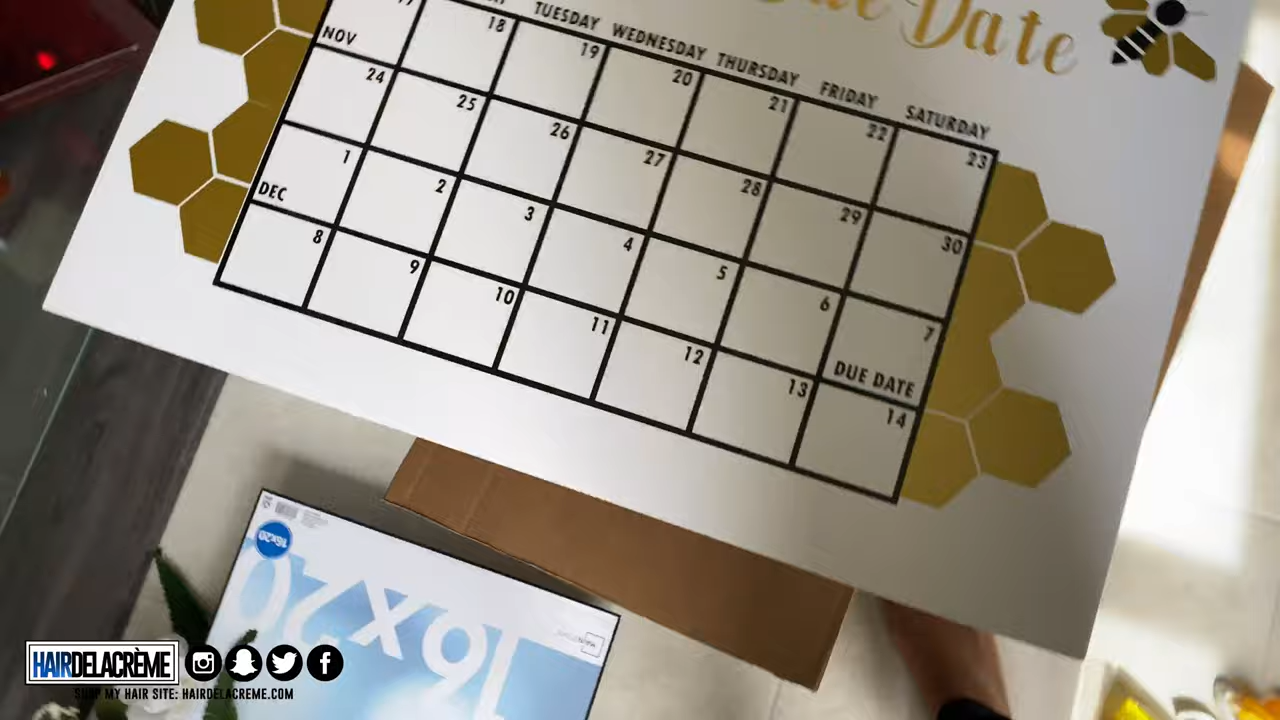 Date
TUESDAY WEDNESDAY THURSDAY FRIDAY SATURDAY
17 18 19 20 21 22 23
NOV
24 25 26 27 28 29 30
1 2 3 4 5 6 7
DEC
DUE DATE
8 9 10 11 12 13 14
16x20
16X20
HAIRDELACRÈME
SHOP MY HAIR SITE: HAIRDELACREME.COM